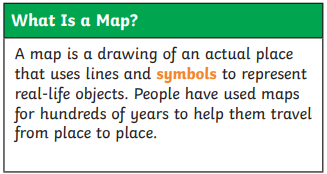 What Is a Map?
A map is a drawing of an actual place
that uses lines and symbols to represent
real-life objects. People have used maps
for hundreds of years to help them travel
from place to place.